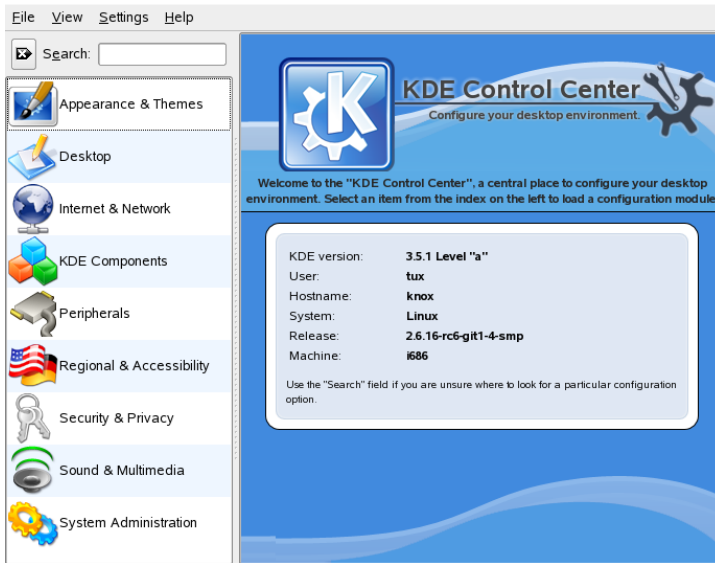 File View Settings Help
Search:
Appearance & Themes
Desktop
Internet & Network
KDE Components
Peripherals
Regional & Accessibility
Security & Privacy
Sound & Multimedia
System Administration
K
KDE Control Center
Configure your desktop environment.
Welcome to the "KDE Control Center", a central place to configure your desktop
environment. Select an item from the index on the left to load a configuration module
KDE version: 3.5.1 Level "a"
User: tux
Hostname: knox
System: Linux
Release: 2.6.16-rc6-git1-4-smp
Machine: i686
Use the "Search" field if you are unsure where to look for a particular configuration
option.